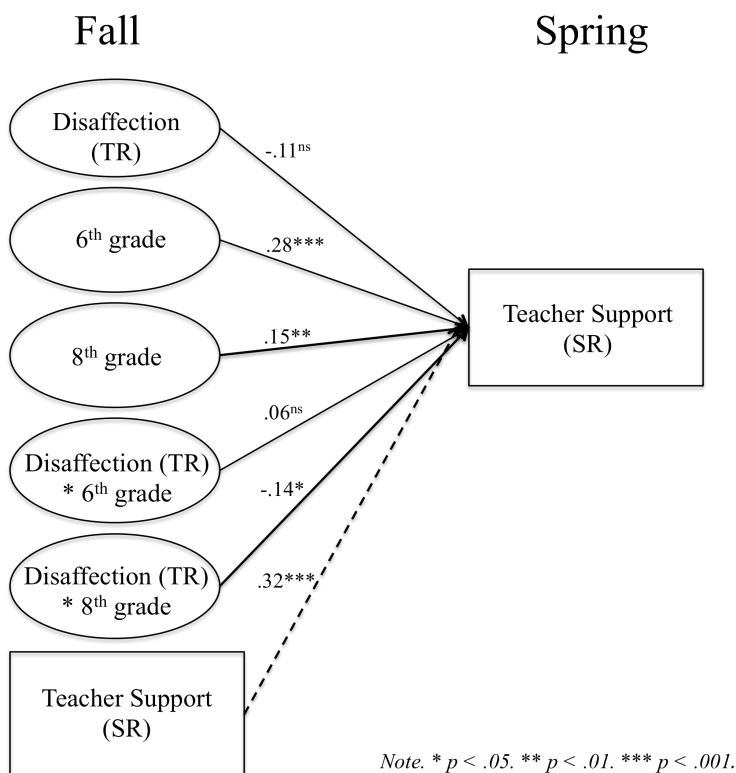 Fall
Spring
Disaffection
(TR)
-.11ns
6th grade
.28***
Teacher Support
(SR)
8th grade
.15**
.06ns
Disaffection (TR)
* 6th grade
-.14*
Disaffection (TR)
* 8th grade
.32***
Teacher Support
(SR)
Note. * p < .05. ** p < .01. *** p < .001.